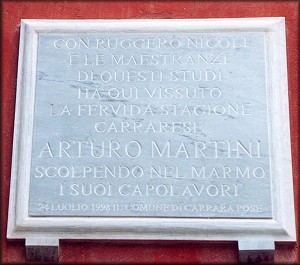 CON RUGGERO NICOLI
E LE MAESTRANZE
DI QUESTI STUDI
HA QUI VISSUTO
LA FERVIDA STAGIONE
CARRARESE
ARTURO MARTINI
SCOLPENDO NEL MARMO
I SUOI CAPOLAVORI
24 LUGLIO 1998 IL COMUNE DI CARRARA POSE